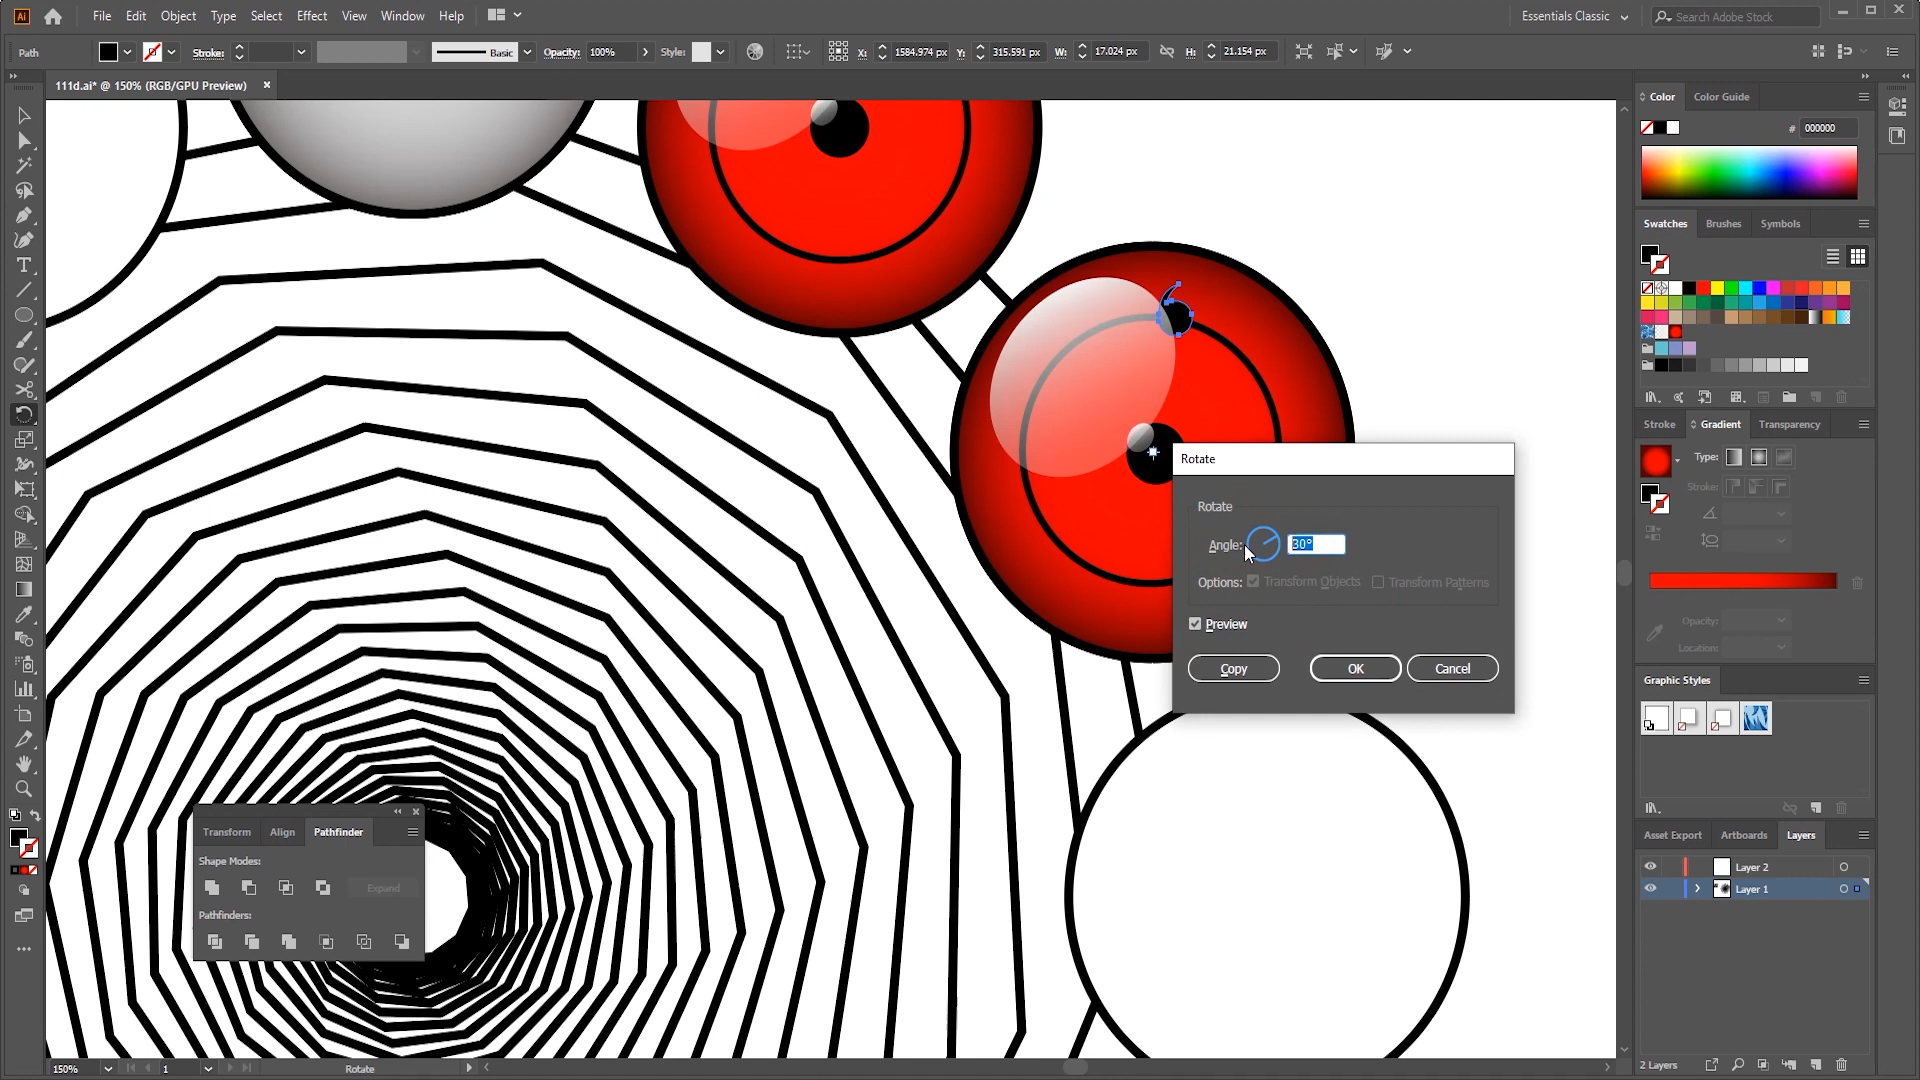 Ai File Edit Object Type Select Effect View Window Help Essentials Classic Search Adobe Stock
Path Stroke: Basic Opacity: 100% Style: X: 1584.974 px Y: 315.591 px W: 17.024 px H: 21.154 px
111d.ai* @ 150% (RGB/GPU Preview)
Color Color Guide
# 000000
Swatches Brushes Symbols
Stroke Gradient Transparency
Type:
Stroke:
Opacity:
Location:
Rotate
Rotate
Angle: 30°
Options: Transform Objects Transform Patterns
Preview
Copy OK Cancel
Graphic Styles
Transform Align Pathfinder
Shape Modes:
Expand
Pathfinders:
Asset Export Artboards Layers
Layer 2
Layer 1
2 Layers
150% 1 Rotate